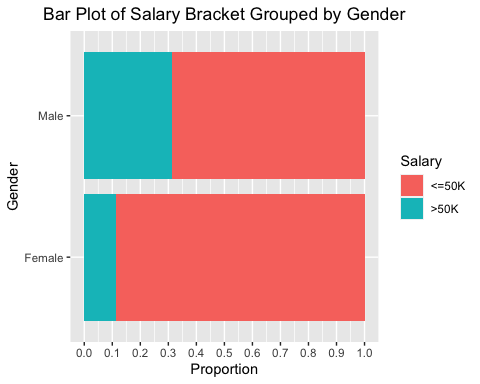 Bar Plot of Salary Bracket Grouped by Gender
Gender
Male
Female
0.0 0.1 0.2 0.3 0.4 0.5 0.6 0.7 0.8 0.9 1.0
Proportion
Salary
<=50K
>50K